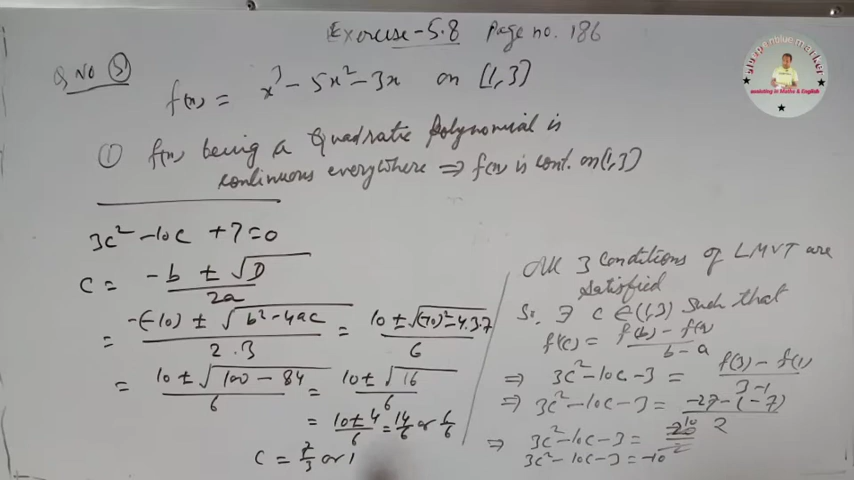 Exercise-5.8 Page no. 186
Q No (5)
f(x) = x³ - 5x² - 3x on [1,3]
① f(x) being a Quadratic polynomial is
continuous everywhere ⇒ f(x) is cont. on [1,3]
3c² - 10c + 7 = 0
c = (-b ± √D) / 2a
= (-(-10) ± √(b² - 4ac)) / 2.3 = (10 ± √((-10)² - 4.3.7)) / 6
= (10 ± √(100 - 84)) / 6 = (10 ± √16) / 6
= (10 ± 4) / 6 = 14/6 or 6/6
c = 7/3 or 1
All 3 conditions of LMVT are
satisfied
So, ∃ c ∈ (1,3) such that
f'(c) = (f(b) - f(a)) / (b - a)
⇒ 3c² - 10c - 3 = (f(3) - f(1)) / (3 - 1)
⇒ 3c² - 10c - 3 = (-27 - (-7)) / 2
⇒ 3c² - 10c - 3 = -20 / 2
3c² - 10c - 3 = -10